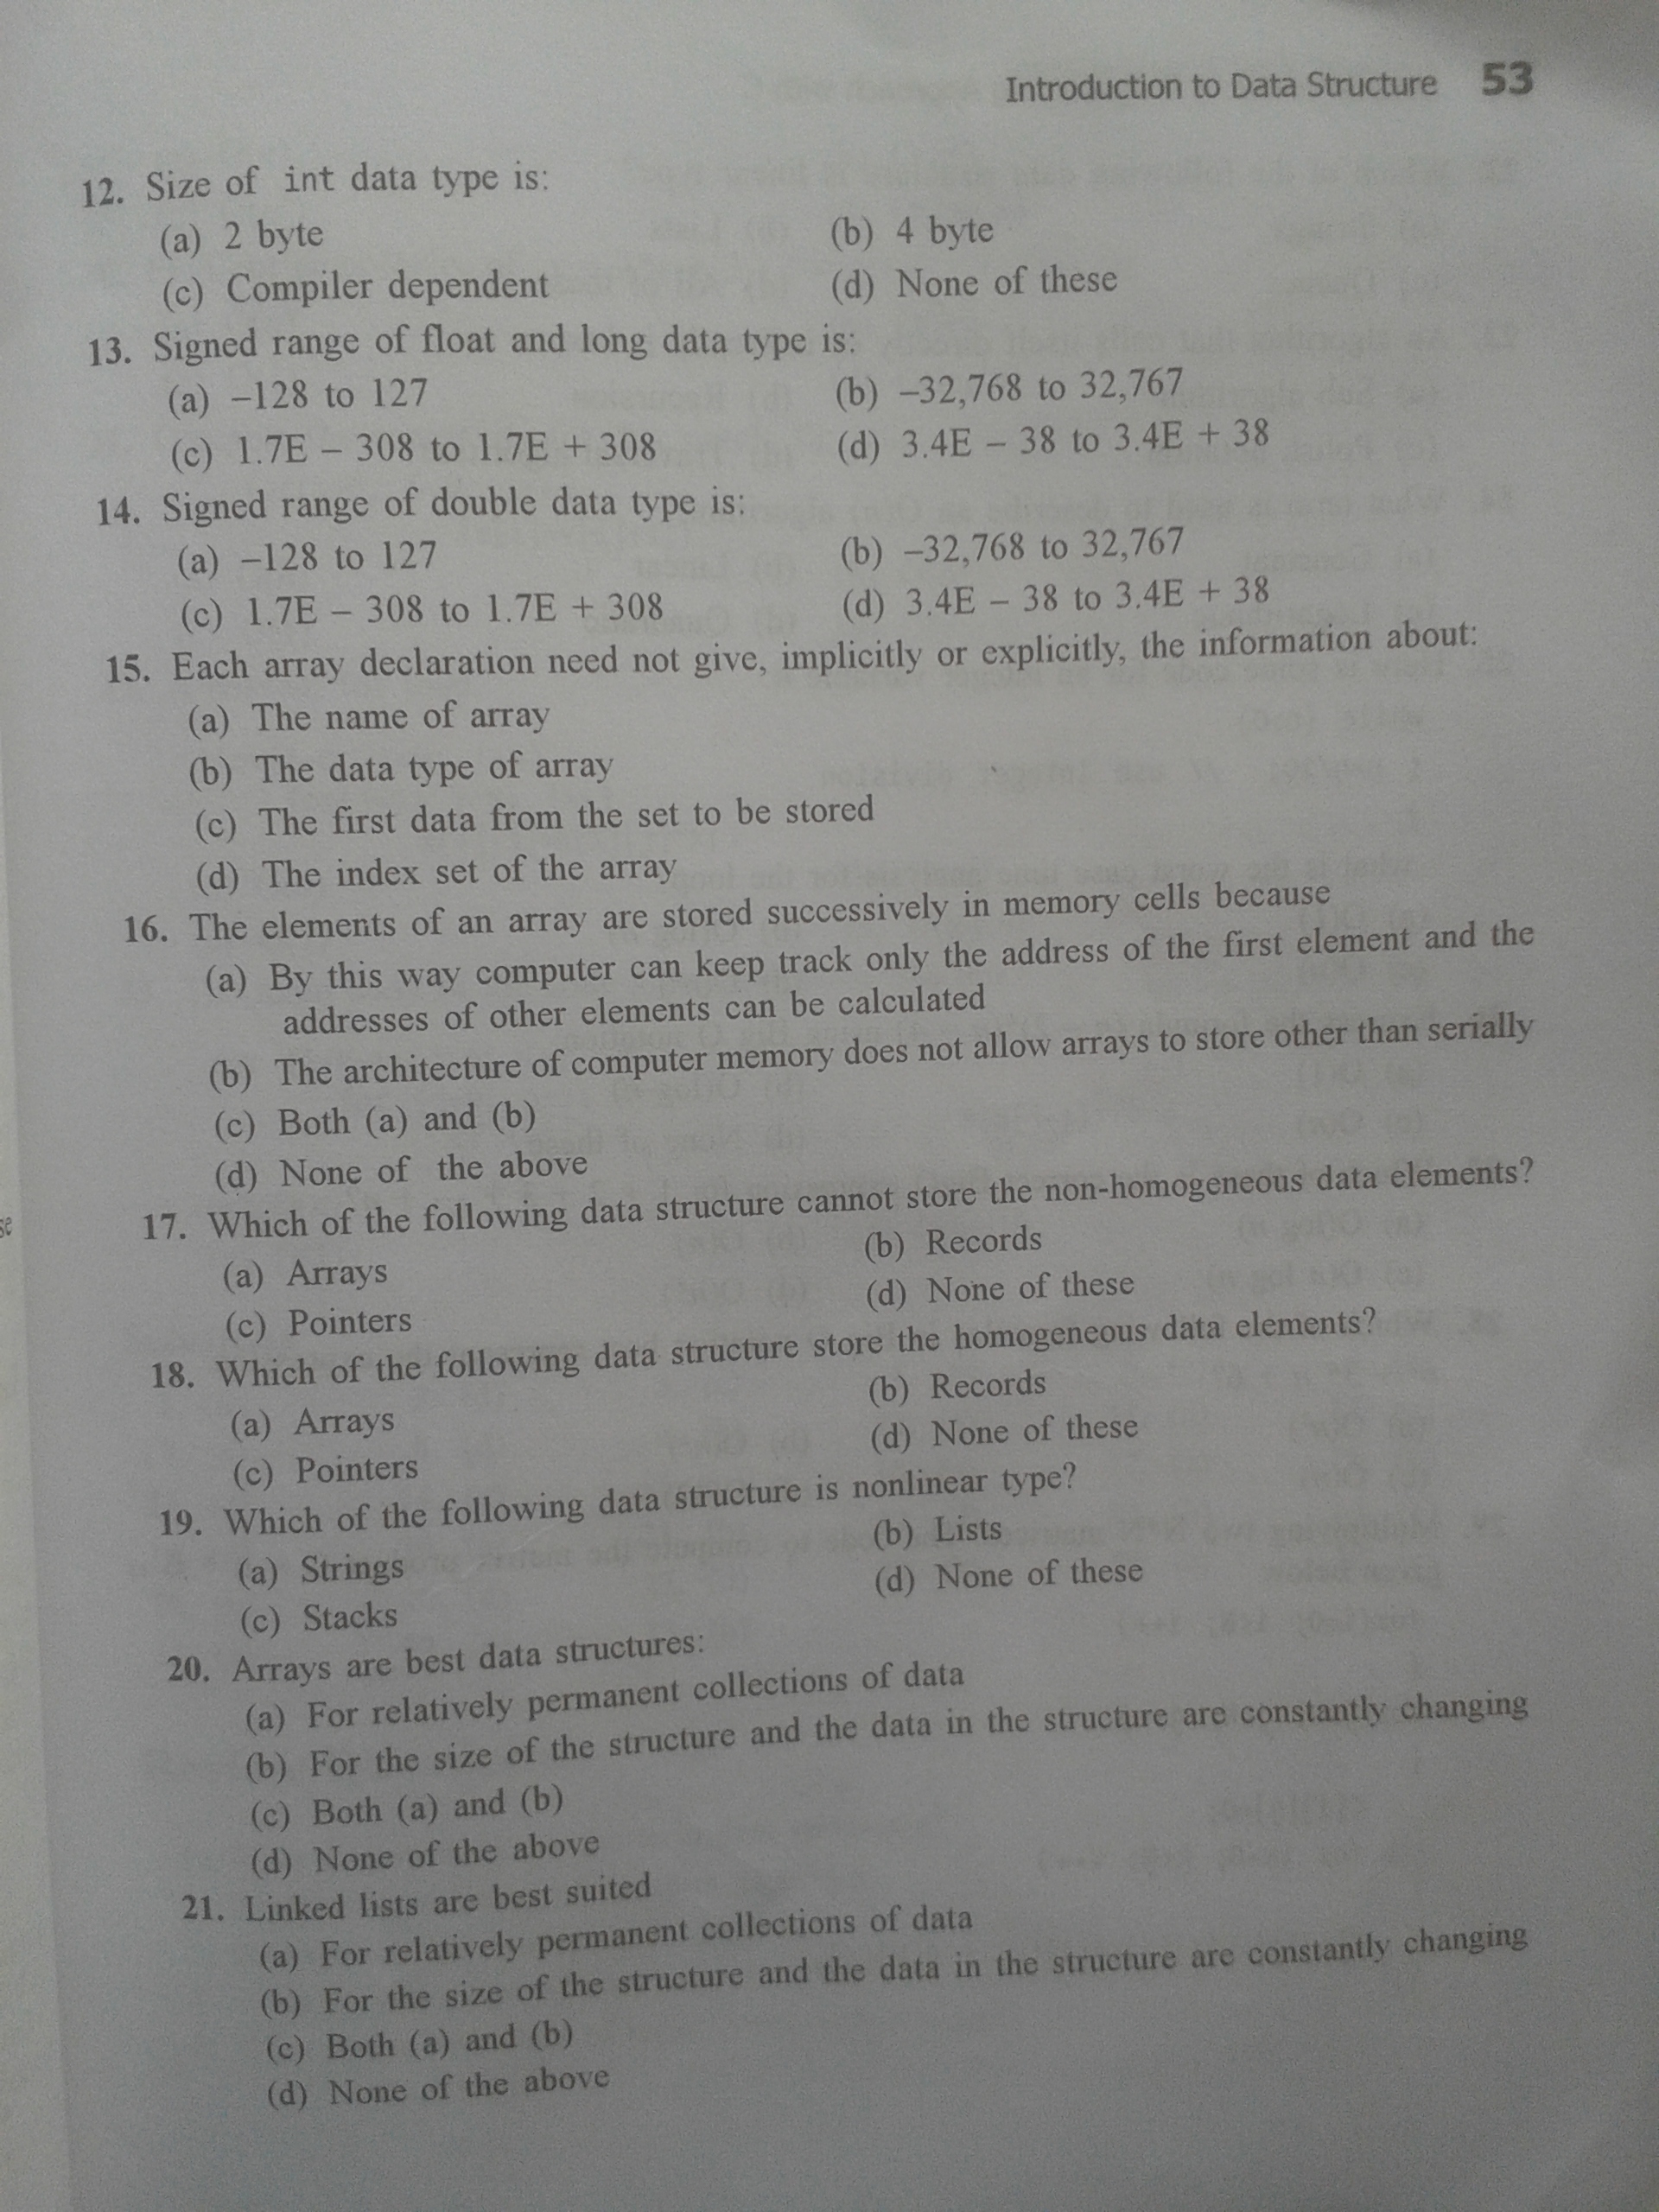 Introduction to Data Structure 53
12. Size of int data type is:
(a) 2 byte (b) 4 byte
(c) Compiler dependent (d) None of these
13. Signed range of float and long data type is:
(a) –128 to 127 (b) –32,768 to 32,767
(c) 1.7E – 308 to 1.7E + 308 (d) 3.4E – 38 to 3.4E + 38
14. Signed range of double data type is:
(a) –128 to 127 (b) –32,768 to 32,767
(c) 1.7E – 308 to 1.7E + 308 (d) 3.4E – 38 to 3.4E + 38
15. Each array declaration need not give, implicitly or explicitly, the information about:
(a) The name of array
(b) The data type of array
(c) The first data from the set to be stored
(d) The index set of the array
16. The elements of an array are stored successively in memory cells because
(a) By this way computer can keep track only the address of the first element and the
addresses of other elements can be calculated
(b) The architecture of computer memory does not allow arrays to store other than serially
(c) Both (a) and (b)
(d) None of the above
17. Which of the following data structure cannot store the non-homogeneous data elements?
(a) Arrays (b) Records
(c) Pointers (d) None of these
18. Which of the following data structure store the homogeneous data elements?
(a) Arrays (b) Records
(c) Pointers (d) None of these
19. Which of the following data structure is nonlinear type?
(a) Strings (b) Lists
(c) Stacks (d) None of these
20. Arrays are best data structures:
(a) For relatively permanent collections of data
(b) For the size of the structure and the data in the structure are constantly changing
(c) Both (a) and (b)
(d) None of the above
21. Linked lists are best suited
(a) For relatively permanent collections of data
(b) For the size of the structure and the data in the structure are constantly changing
(c) Both (a) and (b)
(d) None of the above